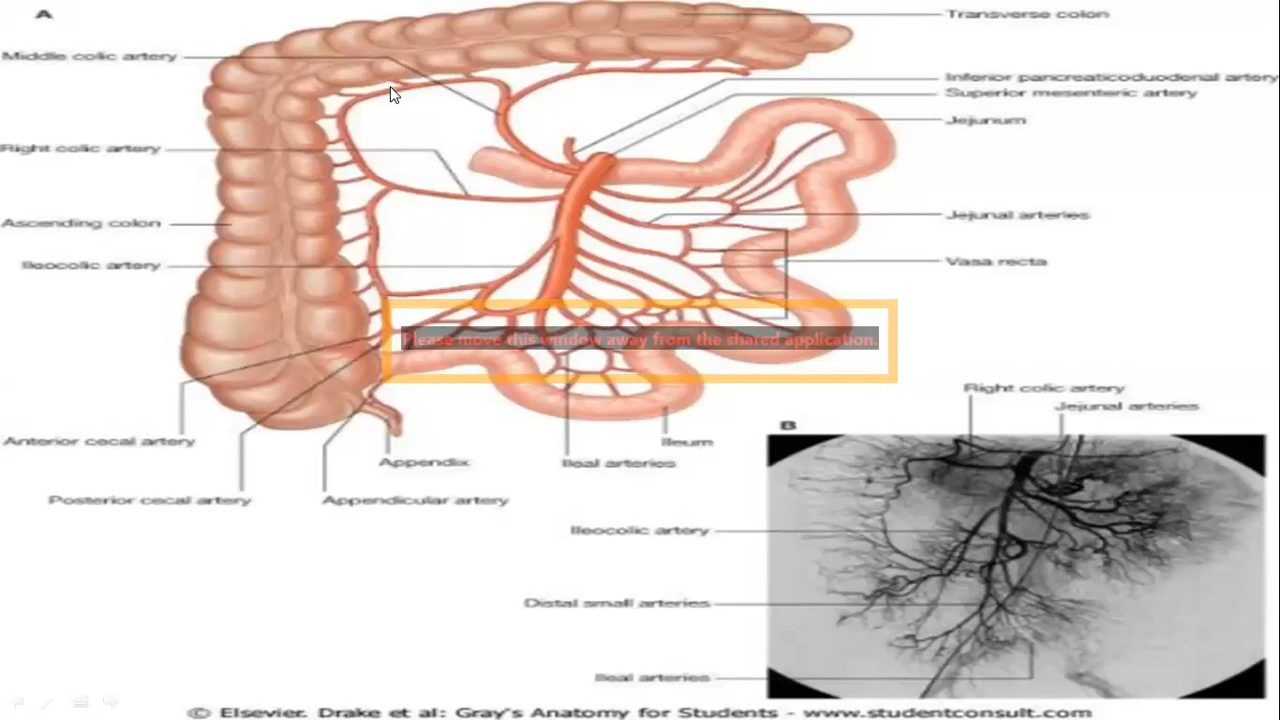 A
Transverse colon
Middle colic artery
Inferior pancreaticoduodenal artery
Superior mesenteric artery
Jejunum
Right colic artery
Jejunal arteries
Ascending colon
Vasa recta
Ileocolic artery
Please move this window away from the shared application.
Right colic artery
Jejunal arteries
B
Anterior cecal artery
Ileum
Appendix
Ileal arteries
Posterior cecal artery
Appendicular artery
Ileocolic artery
Distal small arteries
Ileal arteries
© Elsevier. Drake et al: Gray's Anatomy for Students - www.studentconsult.com